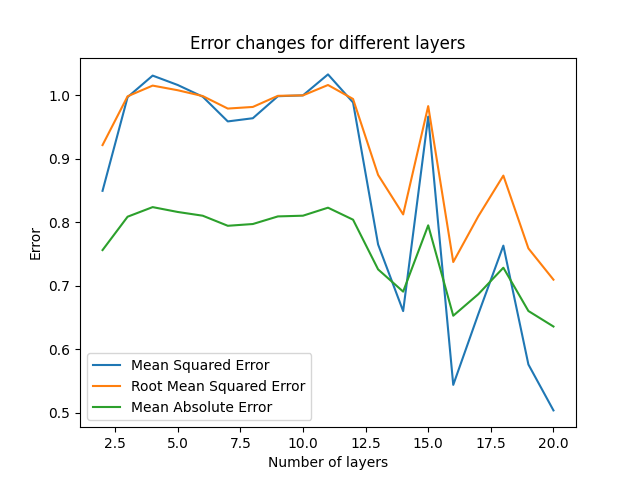 Error changes for different layers
Error
1.0
0.9
0.8
0.7
0.6
0.5
Mean Squared Error
Root Mean Squared Error
Mean Absolute Error
2.5 5.0 7.5 10.0 12.5 15.0 17.5 20.0
Number of layers